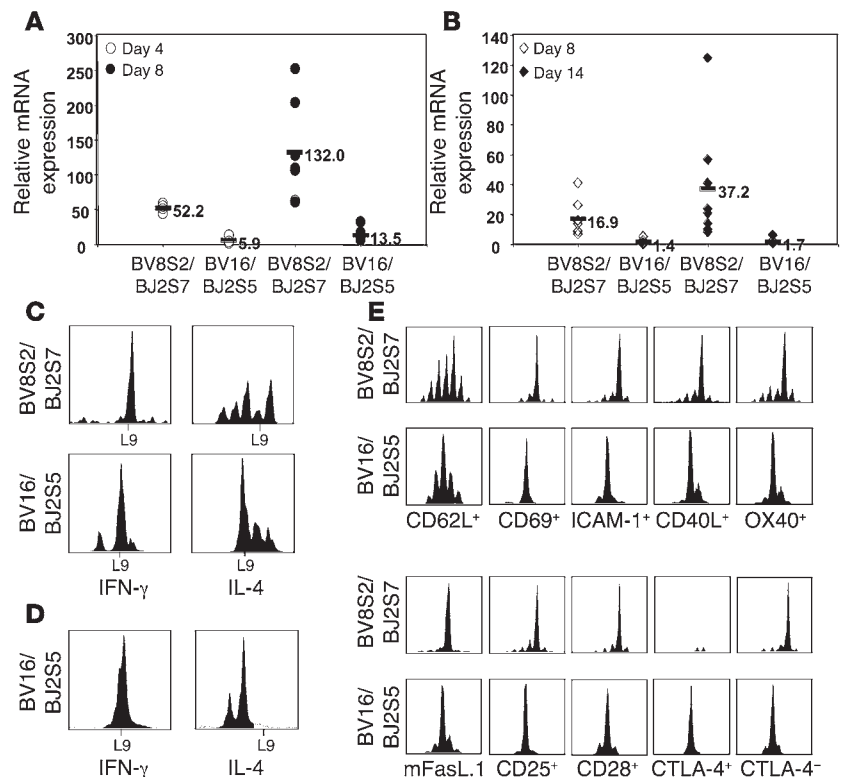 A
Relative mRNA
expression
300
250
200
150
100
50
0
○ Day 4
● Day 8
52.2
5.9
132.0
13.5
BV8S2/
BJ2S7
BV16/
BJ2S5
BV8S2/
BJ2S7
BV16/
BJ2S5
B
Relative mRNA
expression
140
120
100
80
60
40
20
0
◇ Day 8
◆ Day 14
16.9
1.4
37.2
1.7
BV8S2/
BJ2S7
BV16/
BJ2S5
BV8S2/
BJ2S7
BV16/
BJ2S5
C
BV8S2/
BJ2S7
L9
L9
BV16/
BJ2S5
L9
L9
IFN-γ
IL-4
D
BV16/
BJ2S5
L9
L9
IFN-γ
IL-4
E
BV8S2/
BJ2S7
BV16/
BJ2S5
CD62L⁺
CD69⁺
ICAM-1⁺
CD40L⁺
OX40⁺
BV8S2/
BJ2S7
BV16/
BJ2S5
mFasL.1
CD25⁺
CD28⁺
CTLA-4⁺
CTLA-4⁻